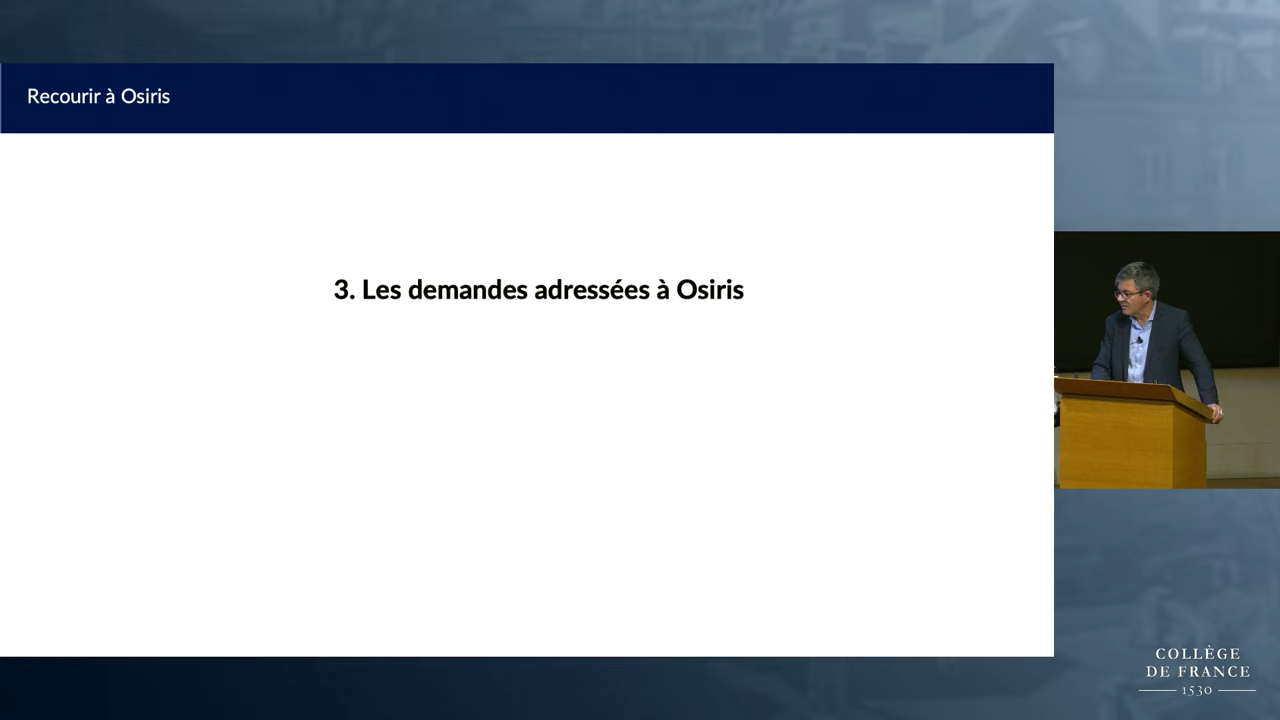 Recourir à Osiris
3. Les demandes adressées à Osiris
COLLÈGE
DE FRANCE
1530